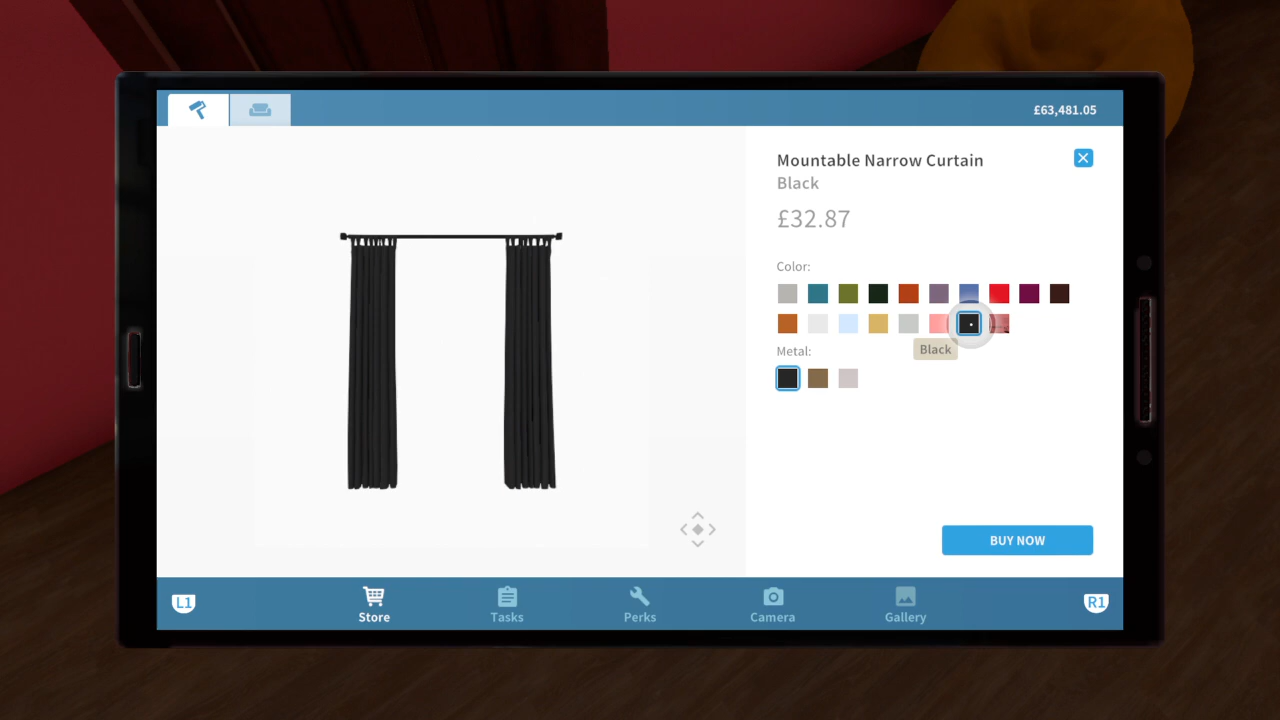 £63,481.05
Mountable Narrow Curtain
Black
£32.87
Color:
Black
Metal:
BUY NOW
L1
Store
Tasks
Perks
Camera
Gallery
R1